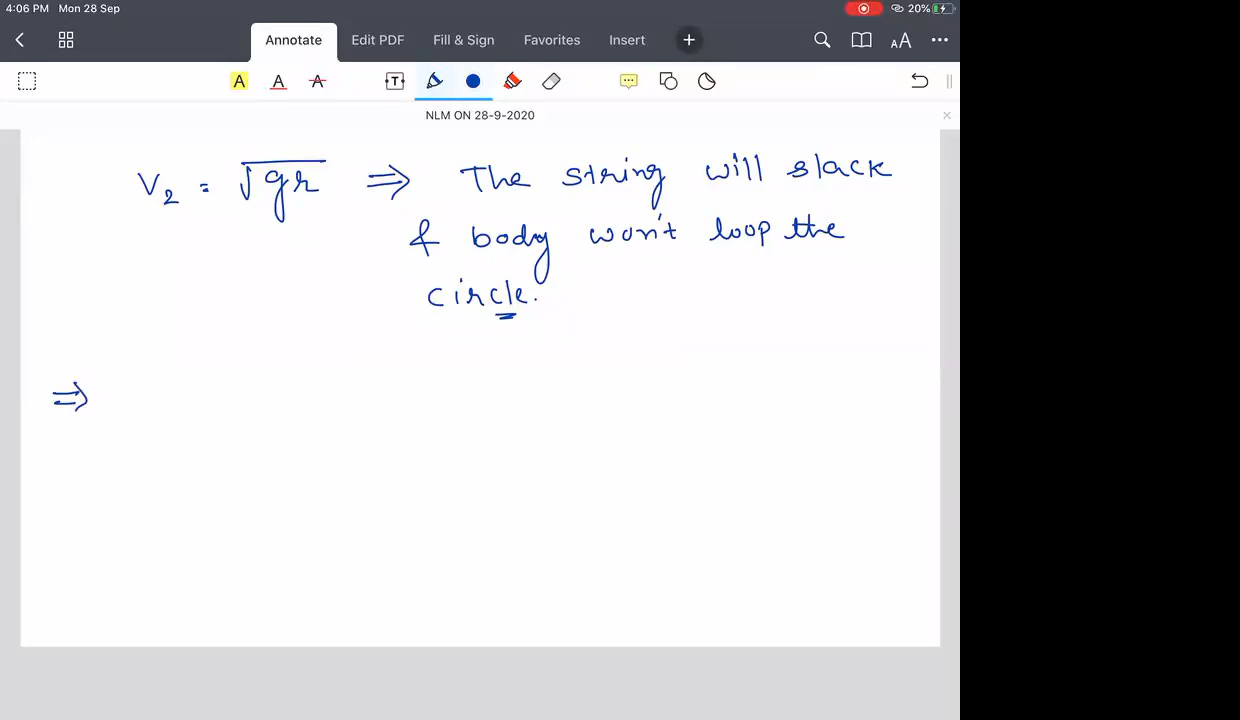 4:06 PM Mon 28 Sep 20%
Annotate Edit PDF Fill & Sign Favorites Insert
NLM ON 28-9-2020
V₂ = √gr ⇒ The string will slack
& body won't loop the
circle.
⇒